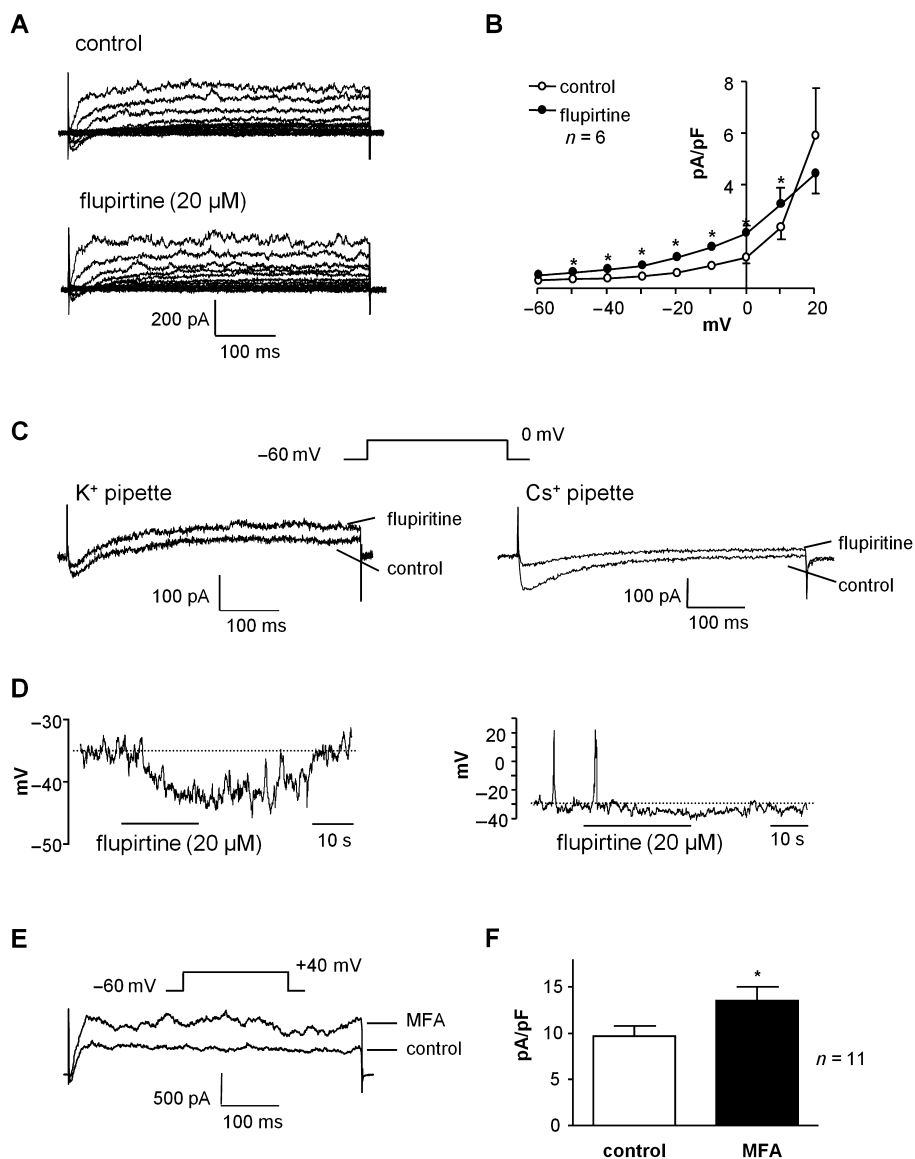 A
control
flupirtine (20 µM)
200 pA
100 ms
B
control
flupirtine
n = 6
pA/pF
8
6
4
*
*
* * * * * *
−60 −40 −20 0 20
mV
C
−60 mV
0 mV
K+ pipette
flupiritine
control
100 pA
100 ms
Cs+ pipette
flupiritine
control
100 pA
100 ms
D
mV
−30
−40
−50
flupirtine (20 µM)
10 s
mV
20
0
−20
−30
−40
flupirtine (20 µM)
10 s
E
−60 mV
+40 mV
MFA
control
500 pA
100 ms
F
pA/pF
15
10
5
0
*
n = 11
control
MFA